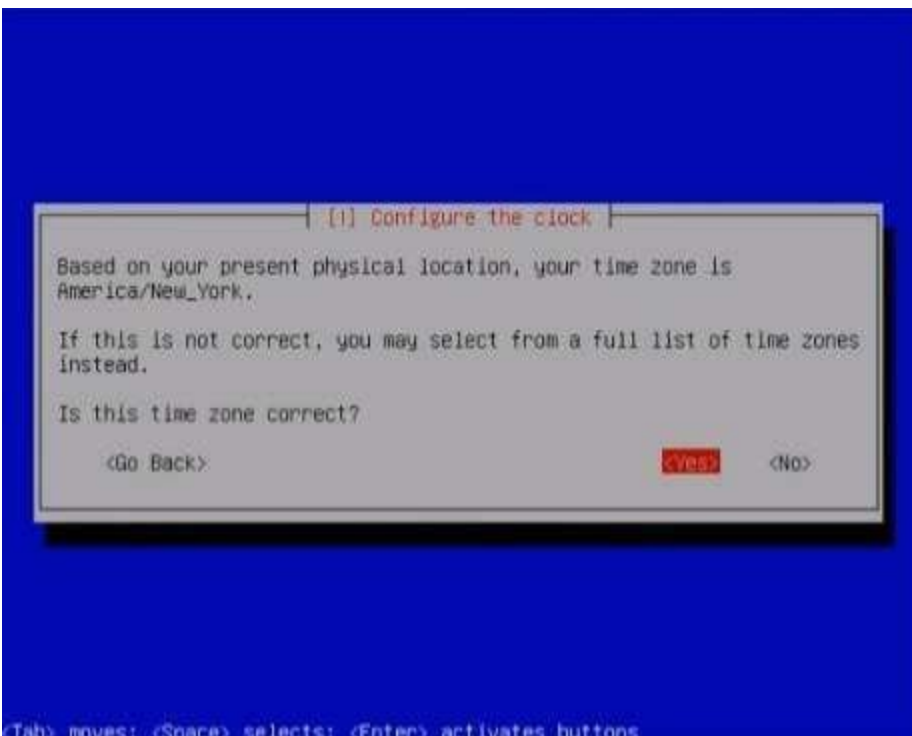 [!] Configure the clock
Based on your present physical location, your time zone is
America/New_York.
If this is not correct, you may select from a full list of time zones
instead.
Is this time zone correct?
<Go Back> <Yes> <No>
<Tab> moves; <Space> selects; <Enter> activates buttons